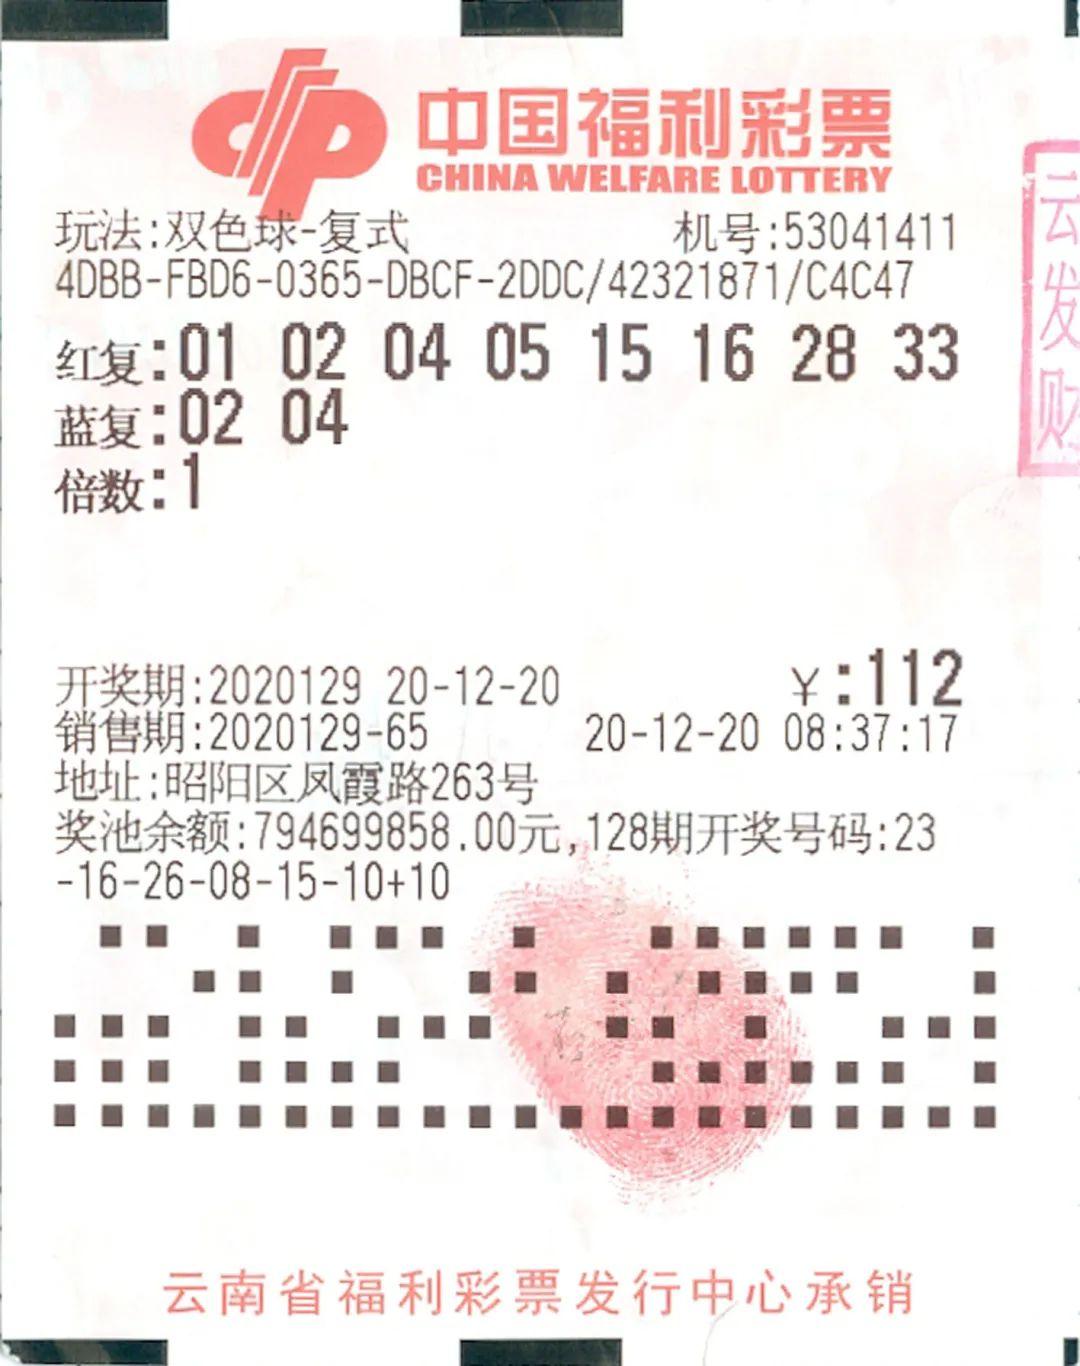 中国福利彩票
CHINA WELFARE LOTTERY
玩法:双色球-复式 机号:53041411
4DBB-FBD6-0365-DBCF-2DDC/42321871/C4C47
红复:01 02 04 05 15 16 28 33
蓝复:02 04
倍数:1
云发财
开奖期:2020129 20-12-20 ¥:112
销售期:2020129-65 20-12-20 08:37:17
地址:昭阳区凤霞路263号
奖池余额:794699858.00元,128期开奖号码:23
-16-26-08-15-10+10
云南省福利彩票发行中心承销